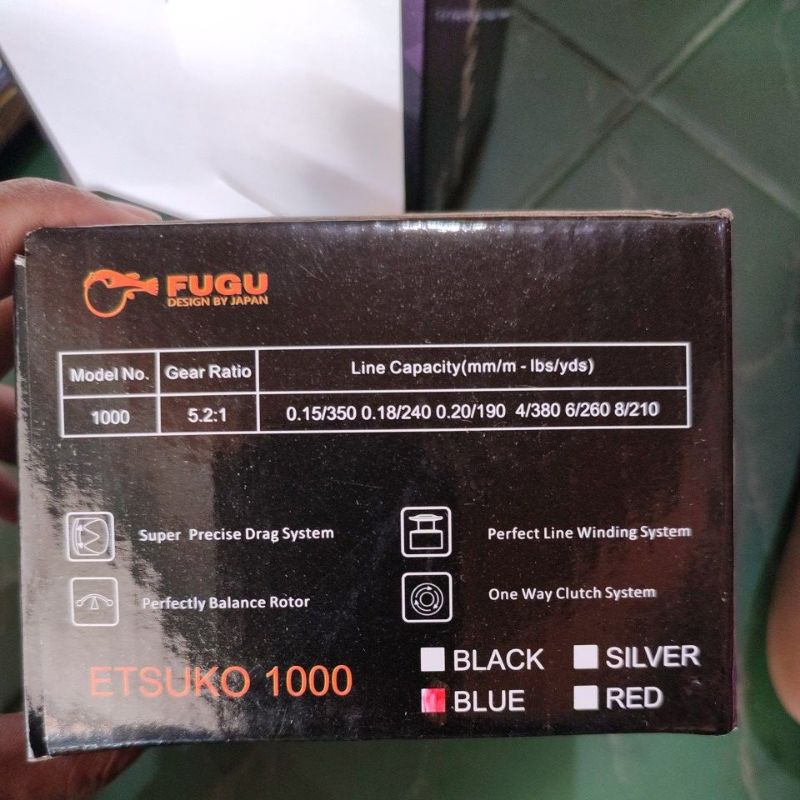 FUGU
DESIGN BY JAPAN
Model No. Gear Ratio Line Capacity(mm/m - lbs/yds)
1000 5.2:1 0.15/350 0.18/240 0.20/190 4/380 6/260 8/210
Super Precise Drag System Perfect Line Winding System
Perfectly Balance Rotor One Way Clutch System
ETSUKO 1000
BLACK SILVER
BLUE RED